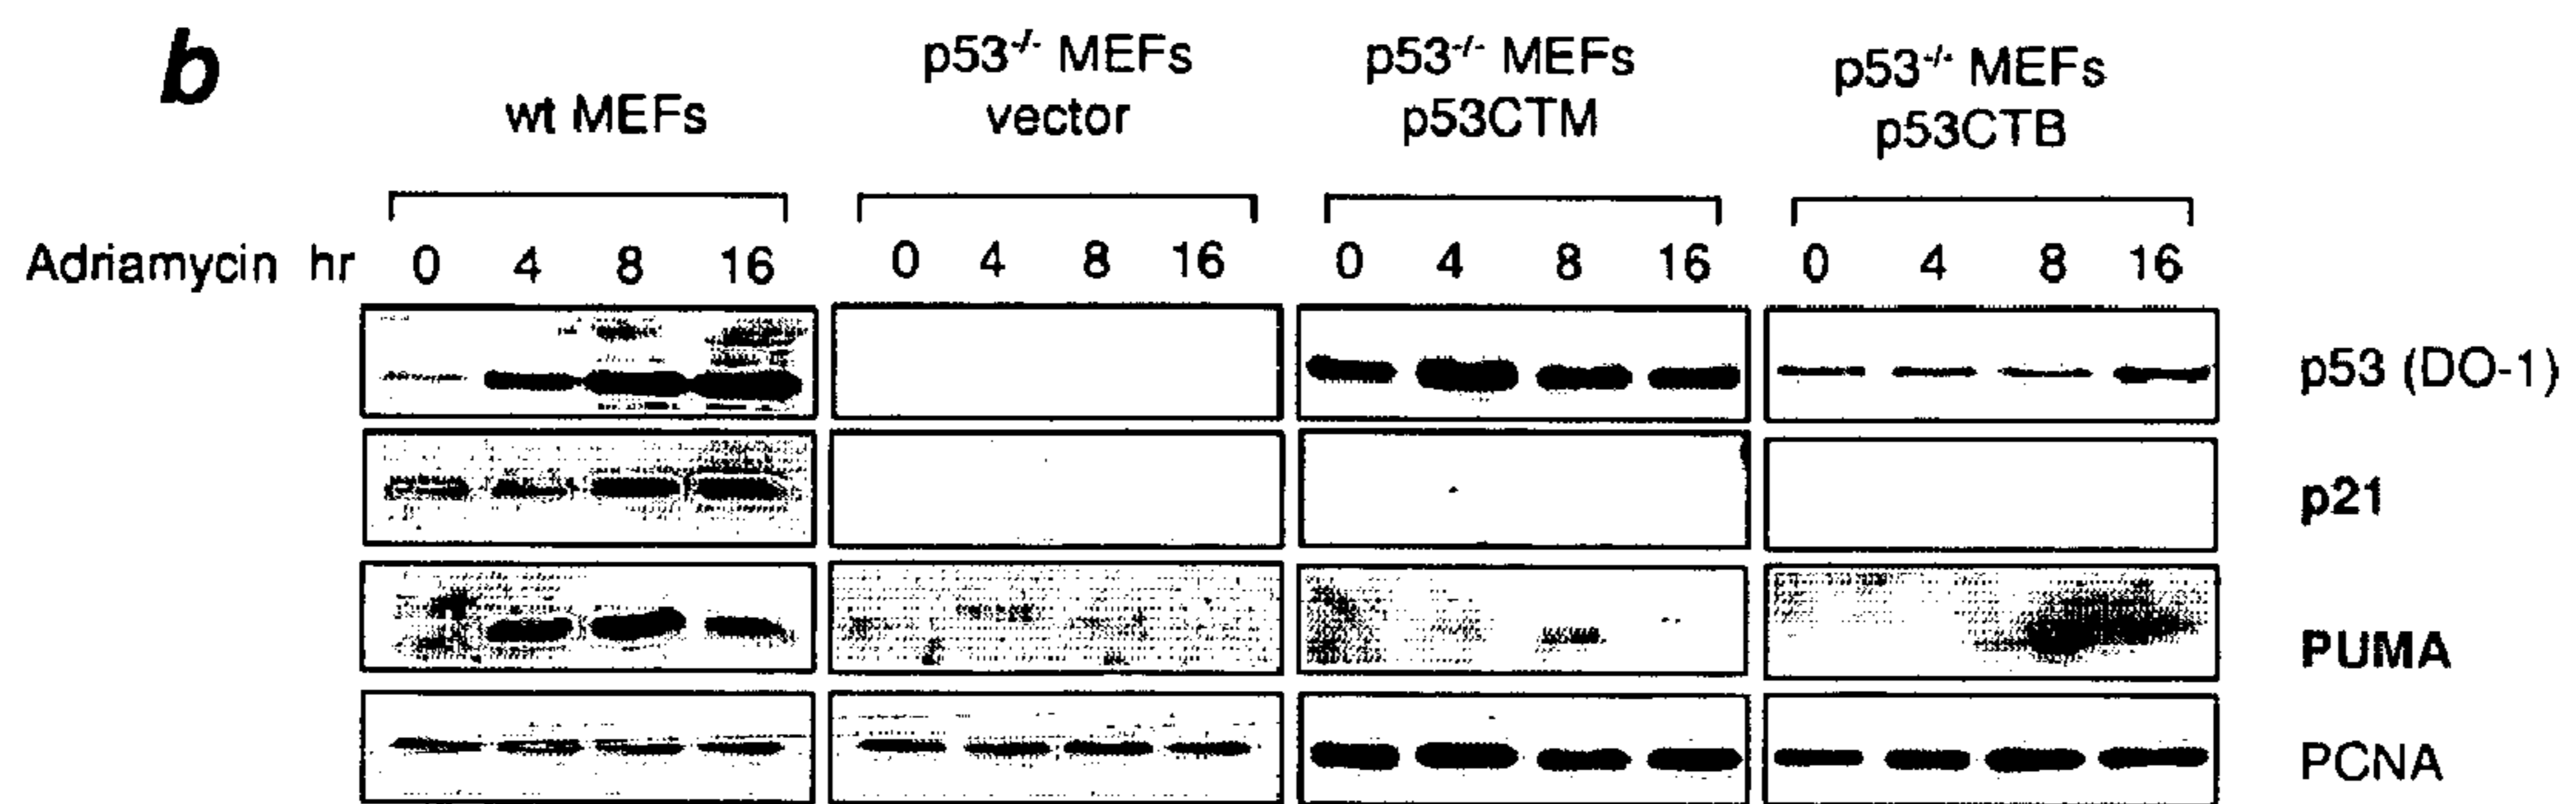 b
wt MEFs
p53-/- MEFs
vector
p53-/- MEFs
p53CTM
p53-/- MEFs
p53CTB
Adriamycin hr 0 4 8 16 0 4 8 16 0 4 8 16 0 4 8 16
p53 (DO-1)
p21
PUMA
PCNA